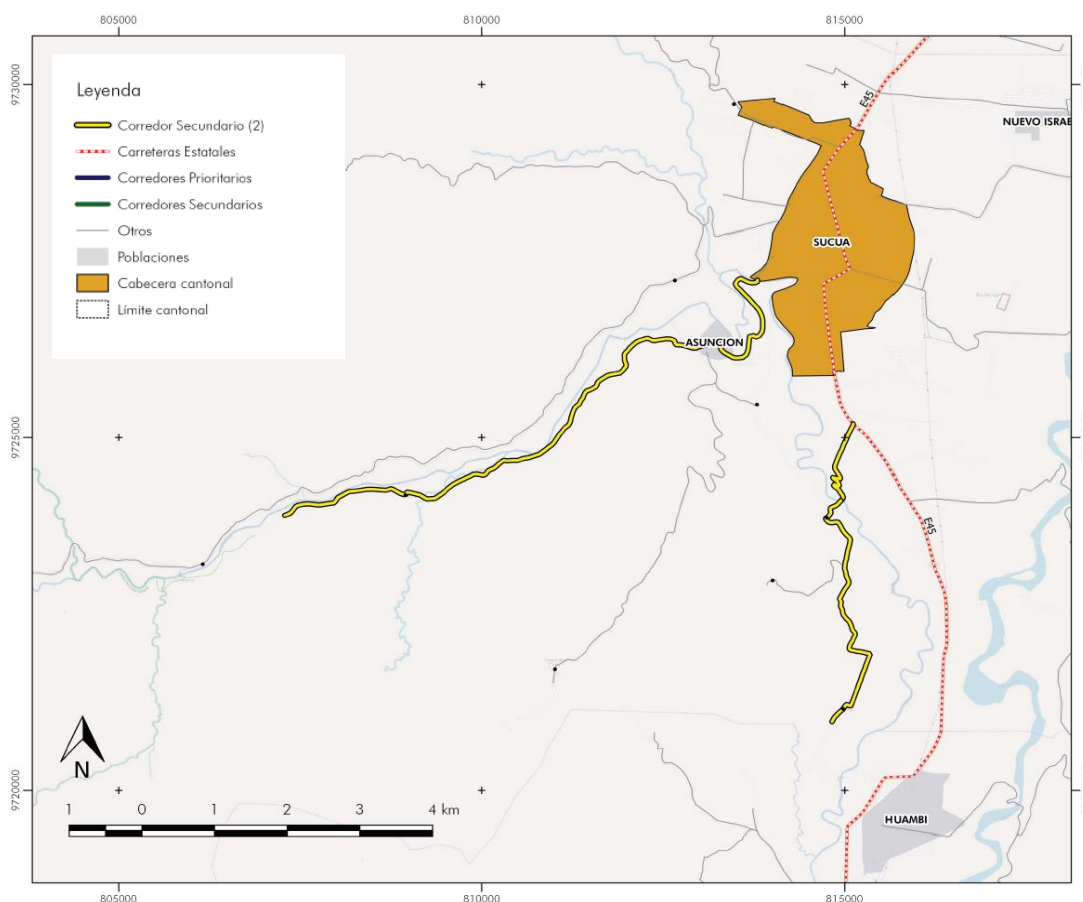 805000
810000
815000
9730000
9725000
9720000
Leyenda
Corredor Secundario (2)
Carreteras Estatales
Corredores Prioritarios
Corredores Secundarios
Otros
Poblaciones
Cabecera cantonal
Límite cantonal
E45
NUEVO ISRAE
SUCUA
ASUNCION
E45
HUAMBI
N
1 0 1 2 3 4 km
805000
810000
815000